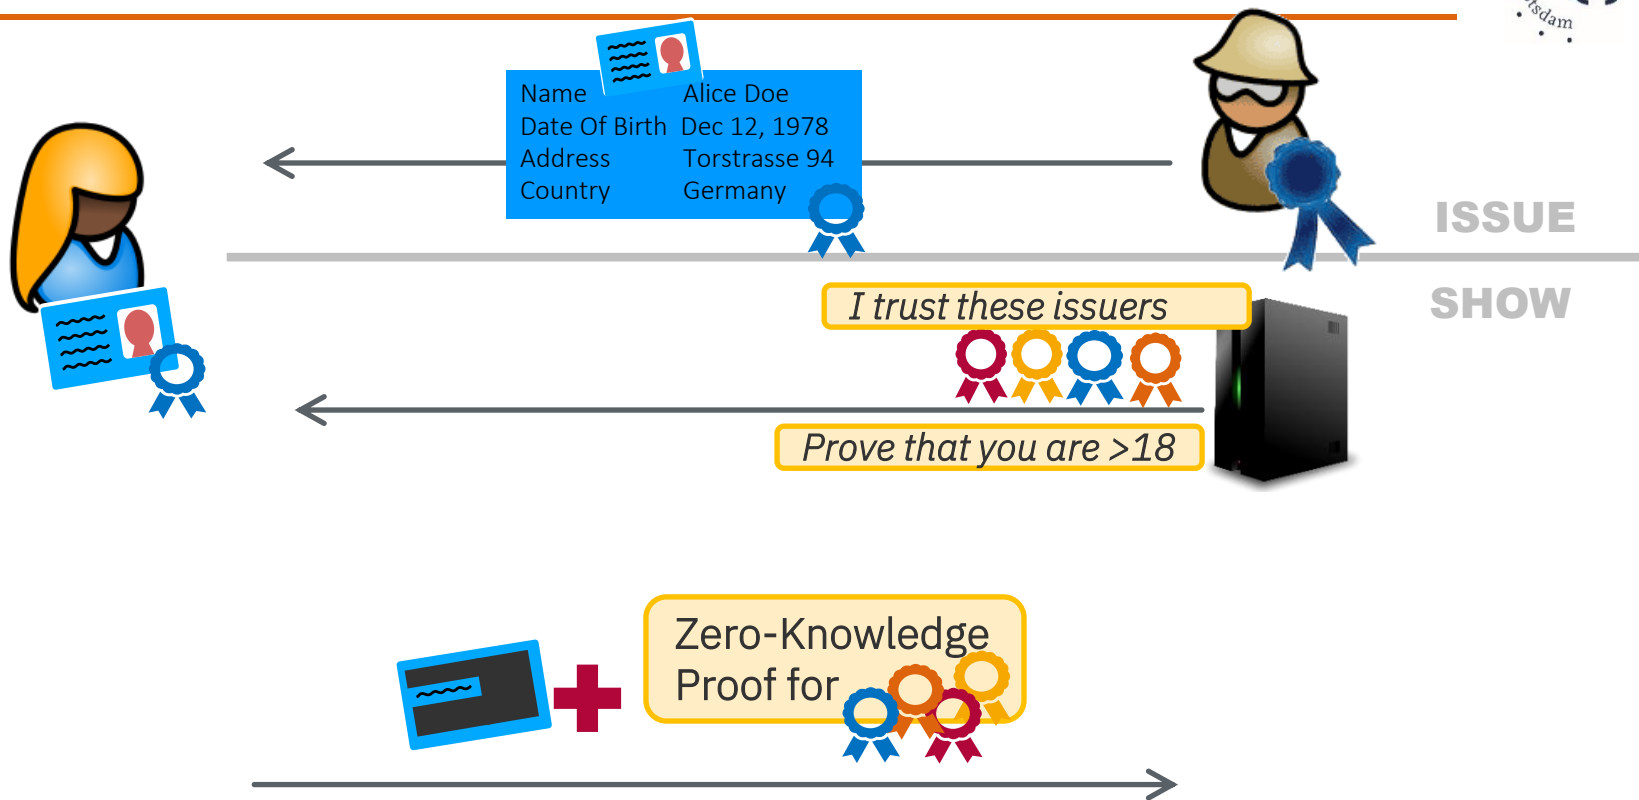 tsdam
Name Alice Doe
Date Of Birth Dec 12, 1978
Address Torstrasse 94
Country Germany
ISSUE
SHOW
I trust these issuers
Prove that you are >18
Zero-Knowledge
Proof for